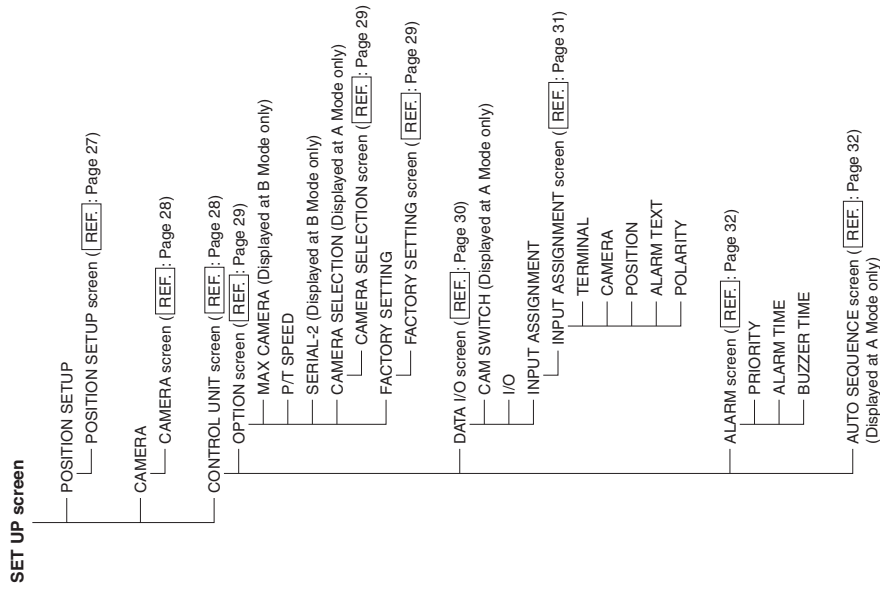 SET UP screen
POSITION SETUP
POSITION SETUP screen ( REF. : Page 27)
CAMERA
CAMERA screen ( REF. : Page 28)
CONTROL UNIT screen ( REF. : Page 28)
OPTION screen ( REF. : Page 29)
MAX CAMERA (Displayed at B Mode only)
P/T SPEED
SERIAL-2 (Displayed at B Mode only)
CAMERA SELECTION (Displayed at A Mode only)
CAMERA SELECTION screen ( REF. : Page 29)
FACTORY SETTING
FACTORY SETTING screen ( REF. : Page 29)
DATA I/O screen ( REF. : Page 30)
CAM SWITCH (Displayed at A Mode only)
I/O
INPUT ASSIGNMENT
INPUT ASSIGNMENT screen ( REF. : Page 31)
TERMINAL
CAMERA
POSITION
ALARM TEXT
POLARITY
ALARM screen ( REF. : Page 32)
PRIORITY
ALARM TIME
BUZZER TIME
AUTO SEQUENCE screen ( REF. : Page 32)
(Displayed at A Mode only)